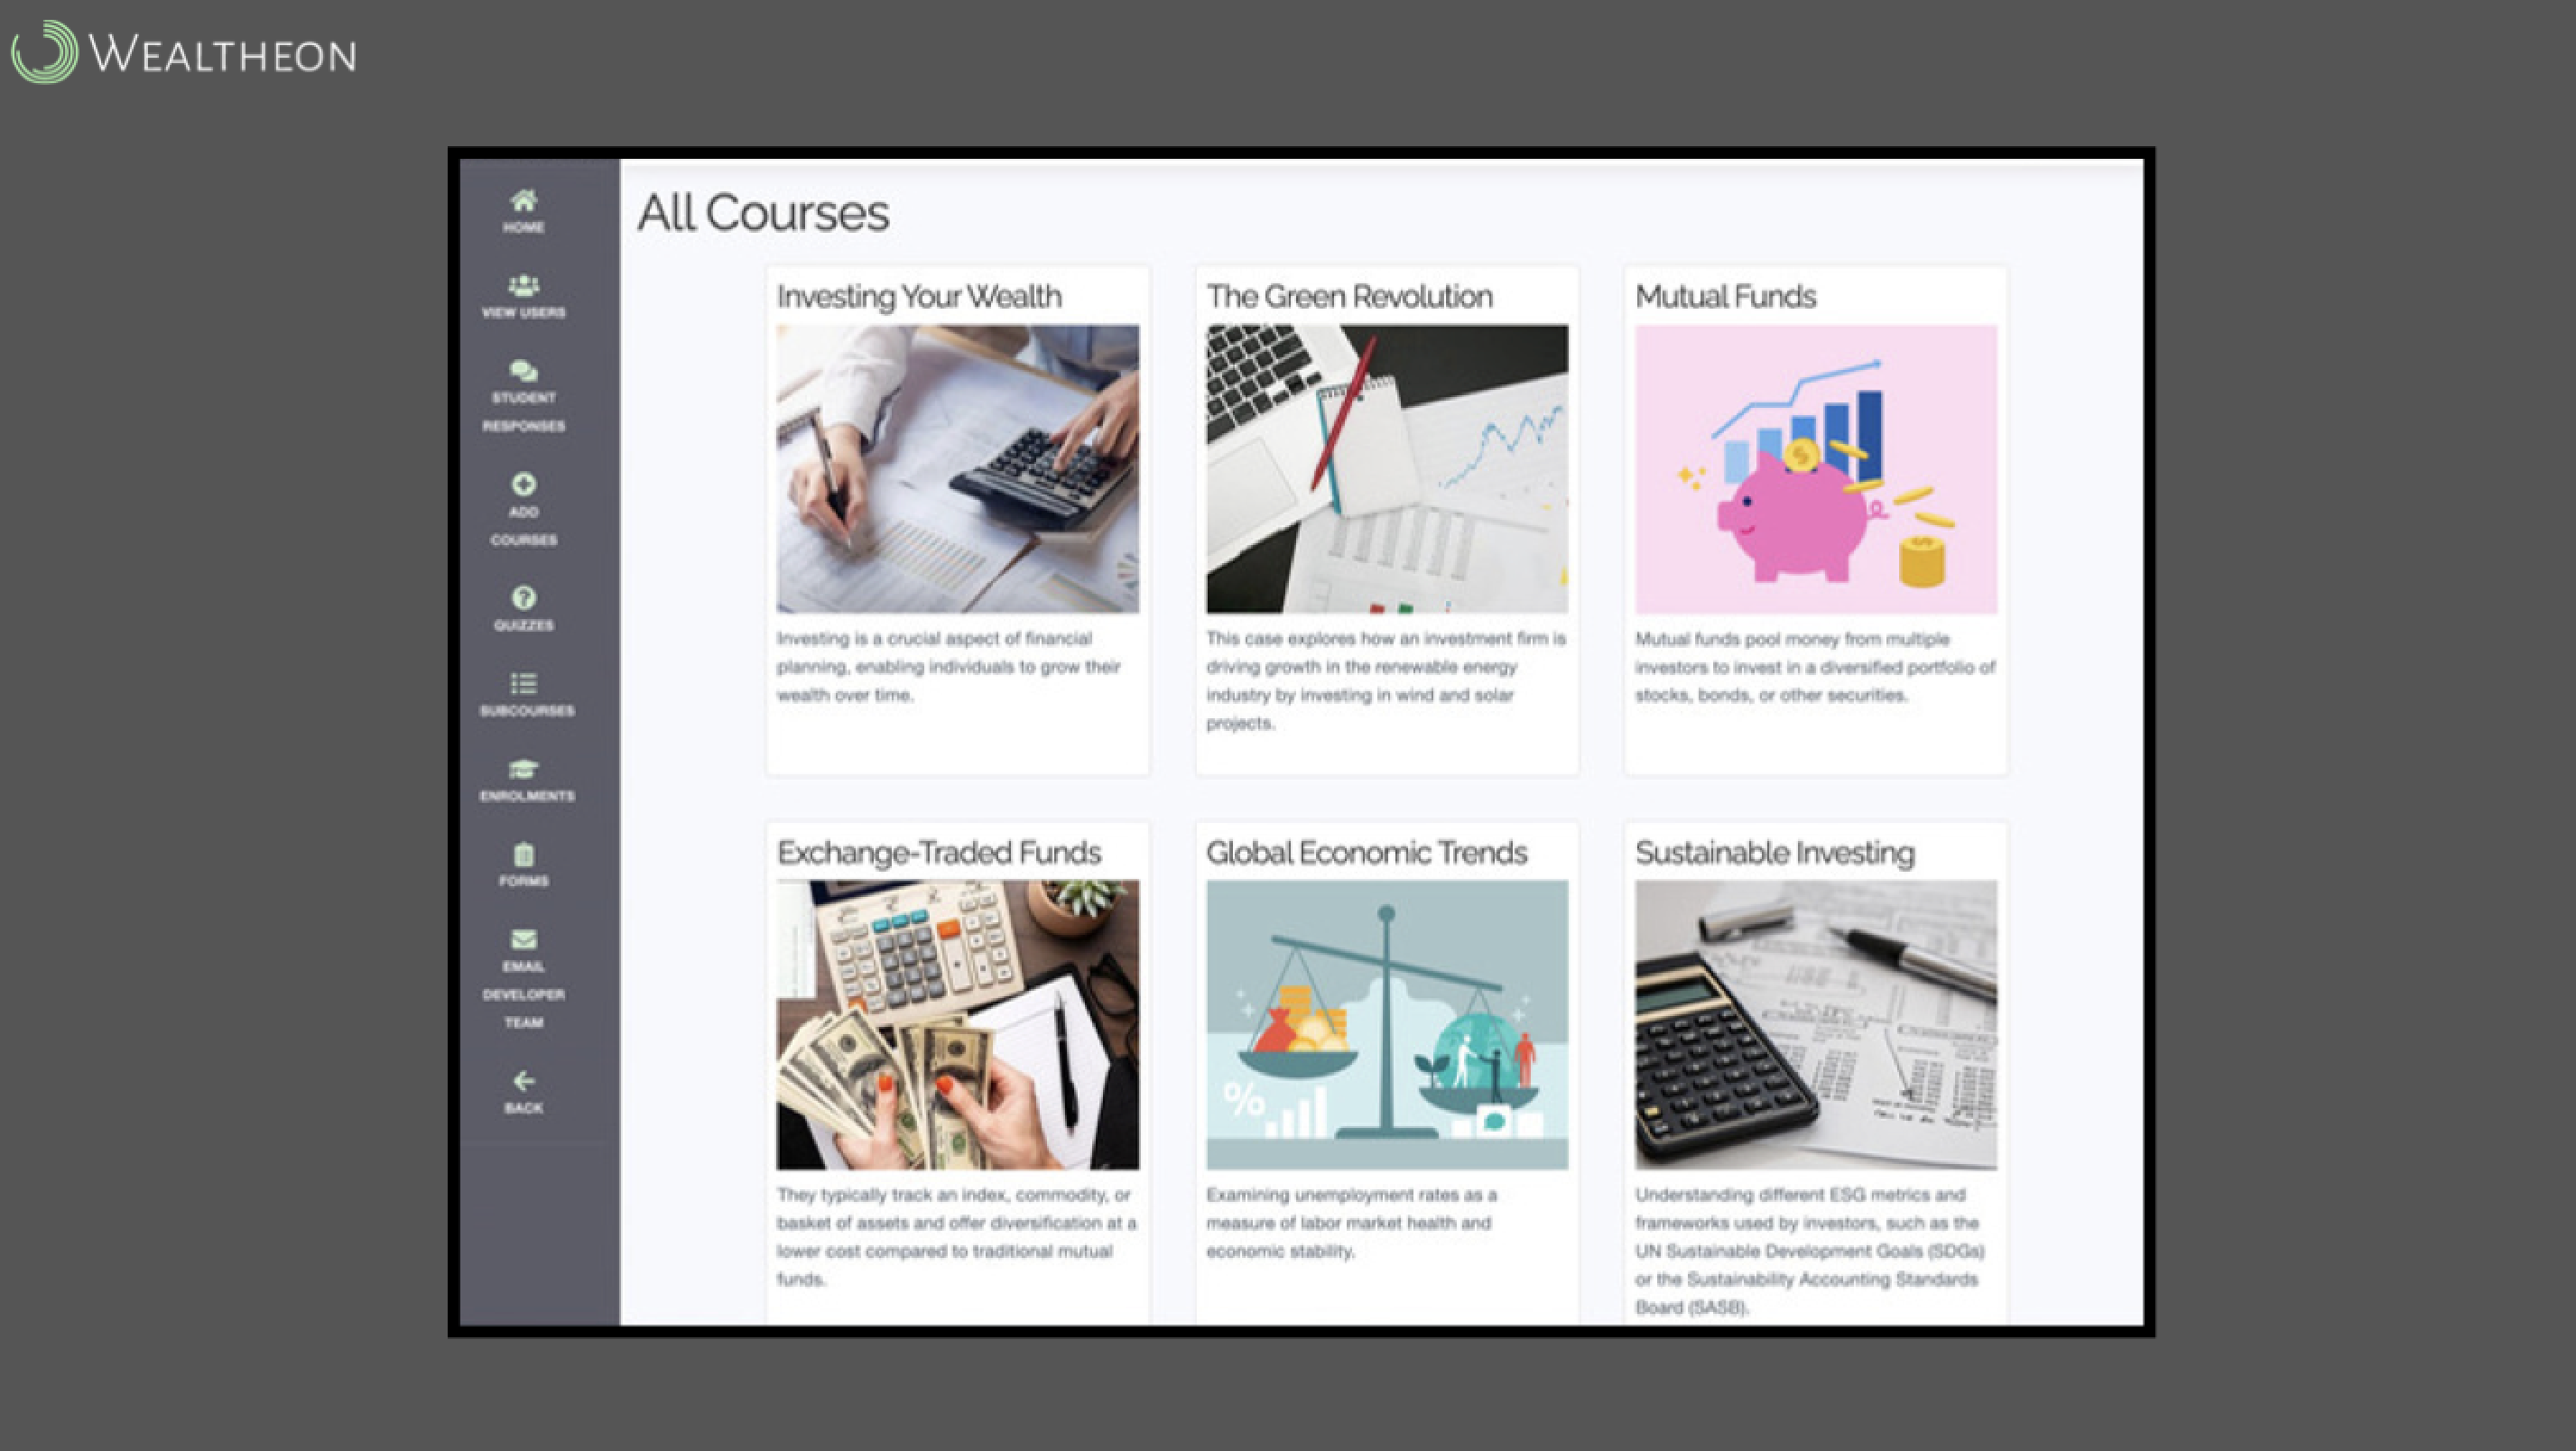 WEALTHEON
HOME
VIEW USERS
STUDENT
RESPONSES
ADD
COURSES
QUIZZES
SUBCOURSES
ENROLMENTS
FORMS
EMAIL
DEVELOPER
TEAM
BACK
All Courses
Investing Your Wealth
Investing is a crucial aspect of financial
planning, enabling individuals to grow their
wealth over time.
The Green Revolution
This case explores how an investment firm is
driving growth in the renewable energy
industry by investing in wind and solar
projects.
Mutual Funds
Mutual funds pool money from multiple
investors to invest in a diversified portfolio of
stocks, bonds, or other securities.
Exchange-Traded Funds
They typically track an index, commodity, or
basket of assets and offer diversification at a
lower cost compared to traditional mutual
funds.
Global Economic Trends
%
Examining unemployment rates as a
measure of labor market health and
economic stability.
Sustainable Investing
Understanding different ESG metrics and
frameworks used by investors, such as the
UN Sustainable Development Goals (SDGs)
or the Sustainability Accounting Standards
Board (SASB).